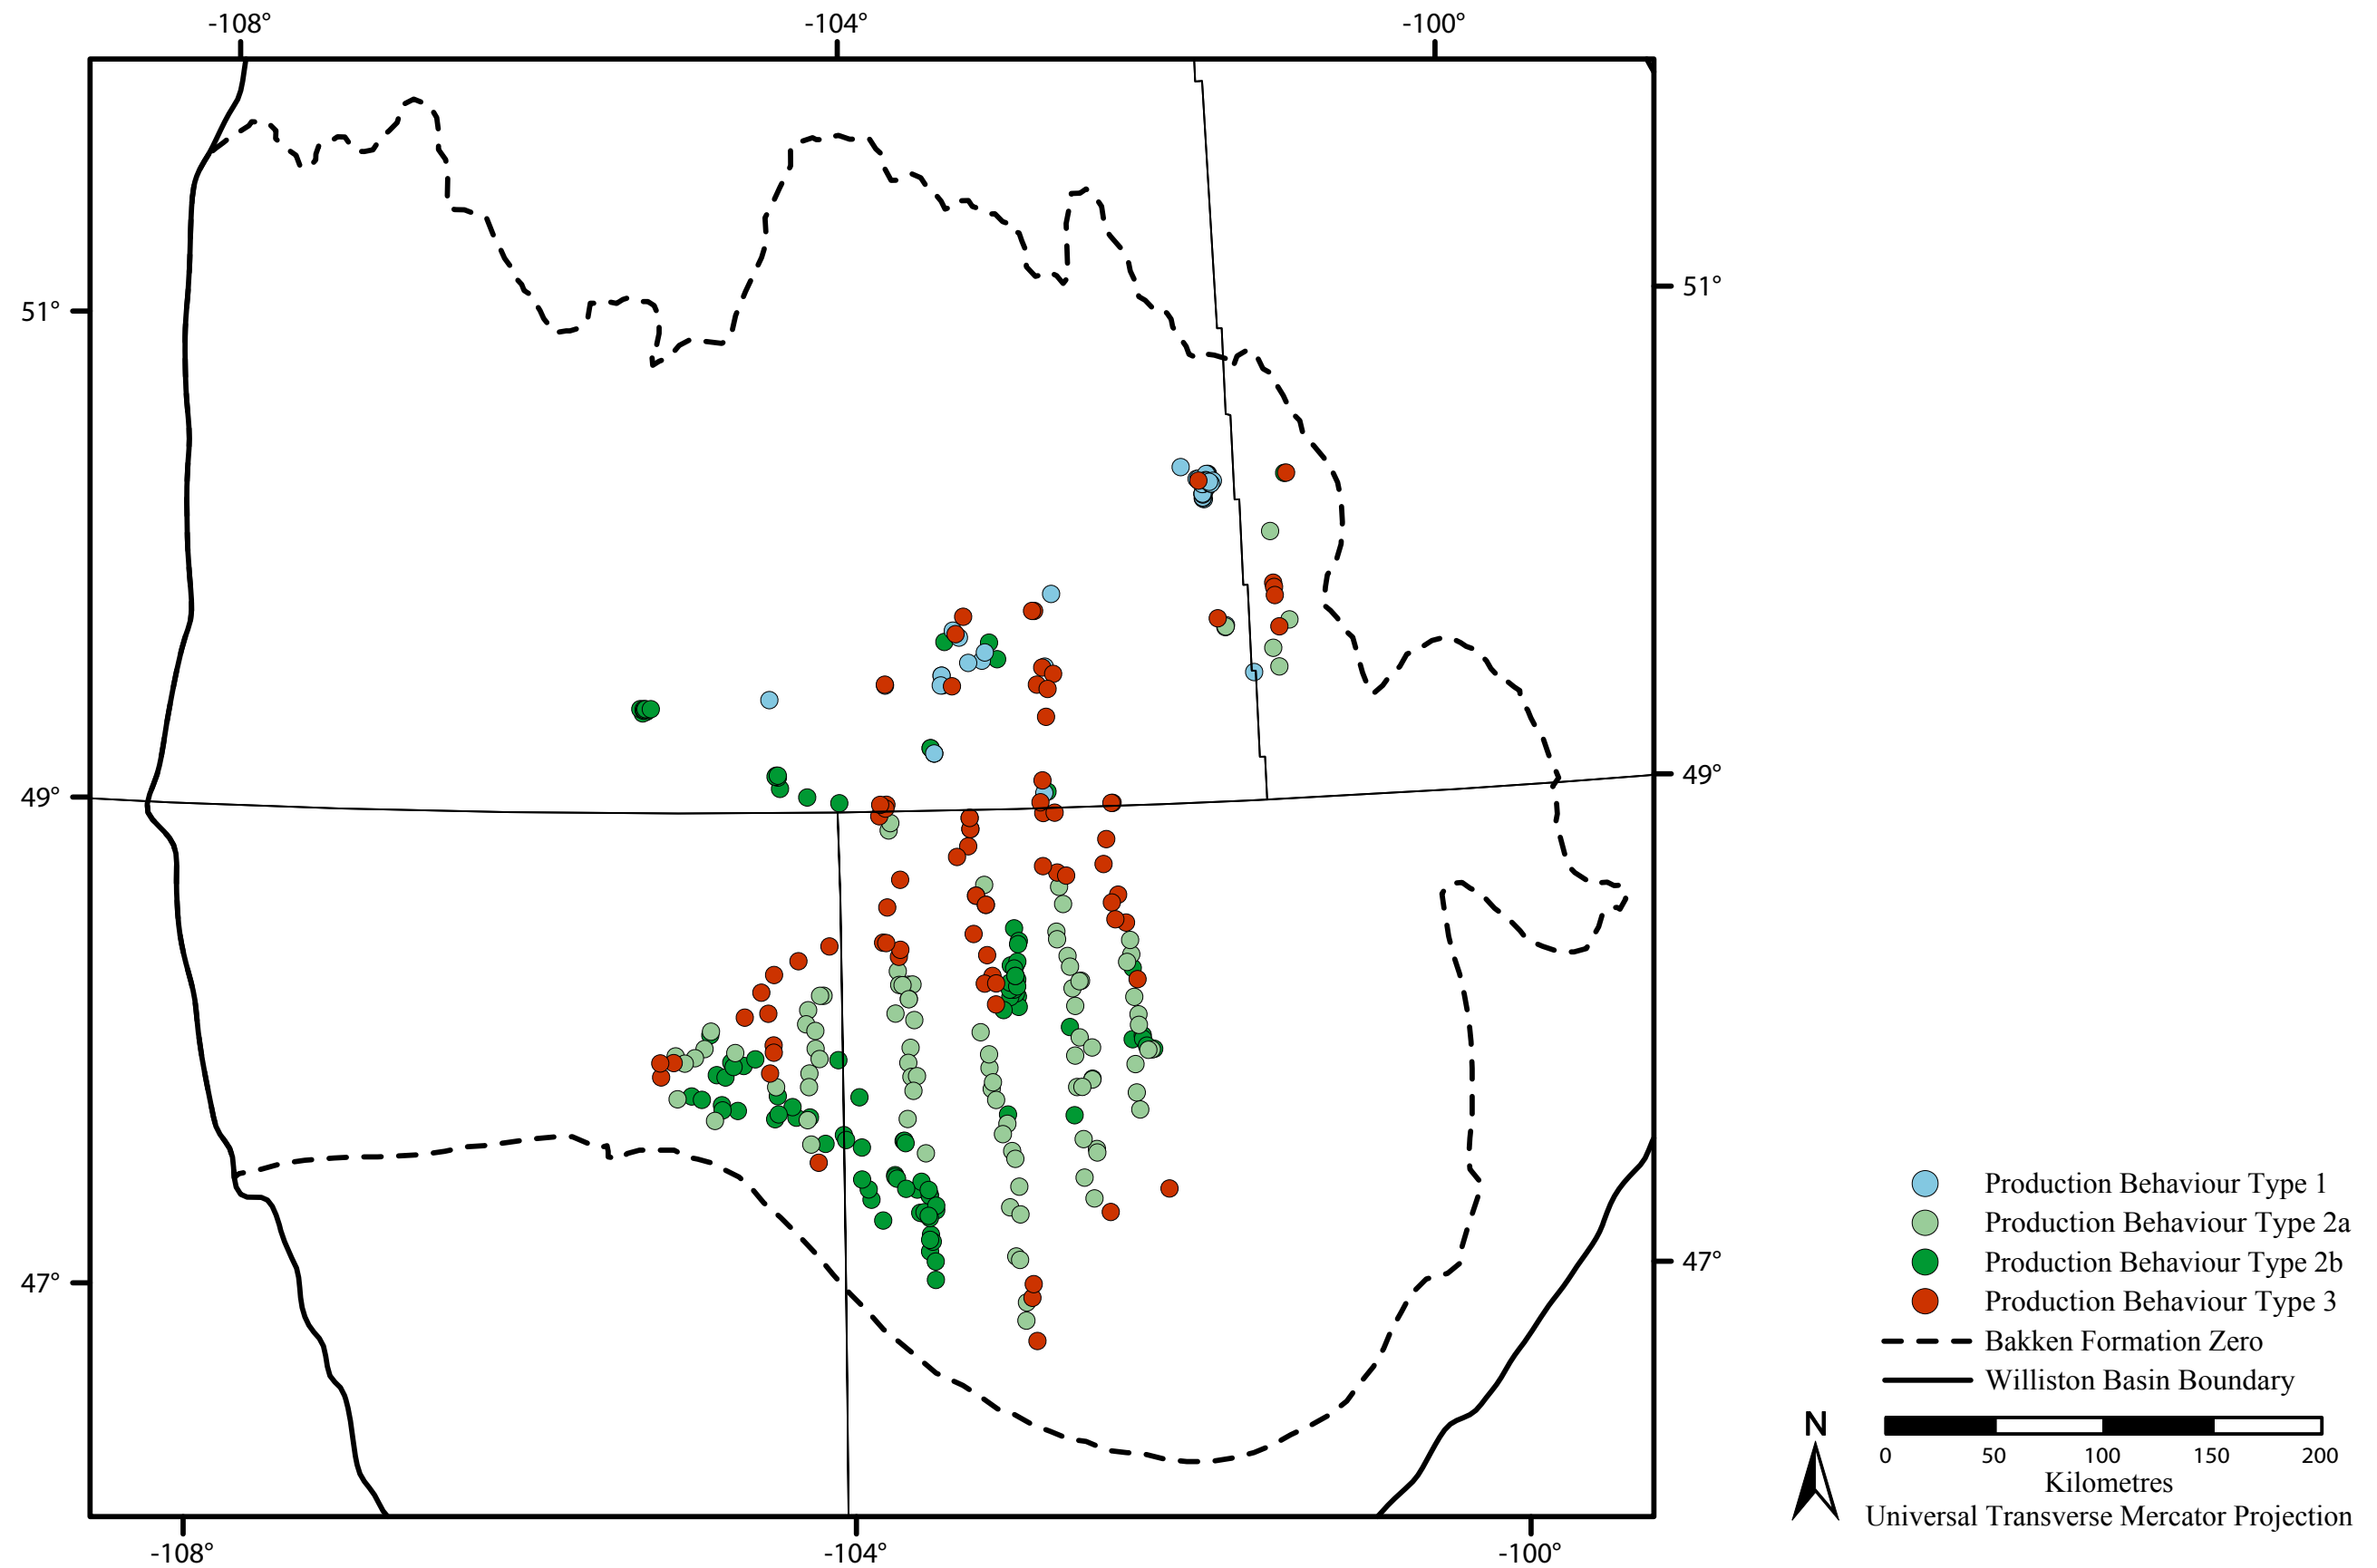 -108°
-104°
-100°
51°
51°
49°
49°
47°
47°
-108°
-104°
-100°
Production Behaviour Type 1
Production Behaviour Type 2a
Production Behaviour Type 2b
Production Behaviour Type 3
Bakken Formation Zero
Williston Basin Boundary
N
0 50 100 150 200
Kilometres
Universal Transverse Mercator Projection